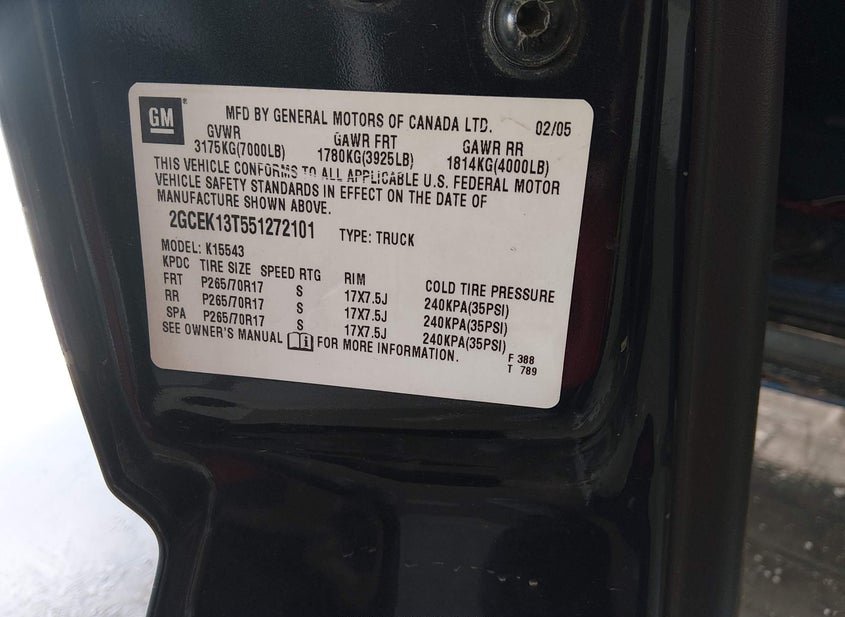 GM ® MFD BY GENERAL MOTORS OF CANADA LTD. 02/05
GVWR GAWR FRT GAWR RR
3175KG(7000LB) 1780KG(3925LB) 1814KG(4000LB)
THIS VEHICLE CONFORMS TO ALL APPLICABLE U.S. FEDERAL MOTOR
VEHICLE SAFETY STANDARDS IN EFFECT ON THE DATE OF
MANUFACTURE SHOWN ABOVE.
2GCEK13T551272101 TYPE: TRUCK
MODEL: K15543
KPDC TIRE SIZE SPEED RTG RIM COLD TIRE PRESSURE
FRT P265/70R17 S 17X7.5J 240KPA(35PSI)
RR P265/70R17 S 17X7.5J 240KPA(35PSI)
SPA P265/70R17 S 17X7.5J 240KPA(35PSI)
SEE OWNER'S MANUAL FOR MORE INFORMATION.
F 388
T 789